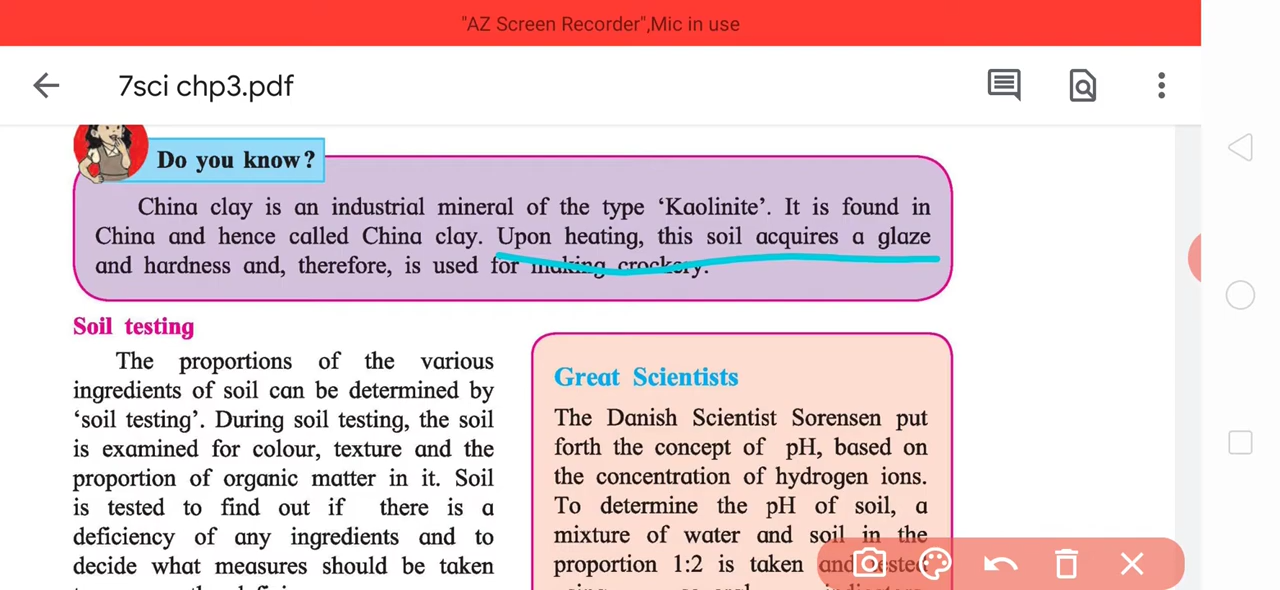 "AZ Screen Recorder",Mic in use
7sci chp3.pdf
Do you know?
China clay is an industrial mineral of the type ‘Kaolinite’. It is found in
China and hence called China clay. Upon heating, this soil acquires a glaze
and hardness and, therefore, is used for making crockery.
Soil testing
The proportions of the various
ingredients of soil can be determined by
‘soil testing’. During soil testing, the soil
is examined for colour, texture and the
proportion of organic matter in it. Soil
is tested to find out if there is a
deficiency of any ingredients and to
decide what measures should be taken
Great Scientists
The Danish Scientist Sorensen put
forth the concept of pH, based on
the concentration of hydrogen ions.
To determine the pH of soil, a
mixture of water and soil in the
proportion 1:2 is taken and tested